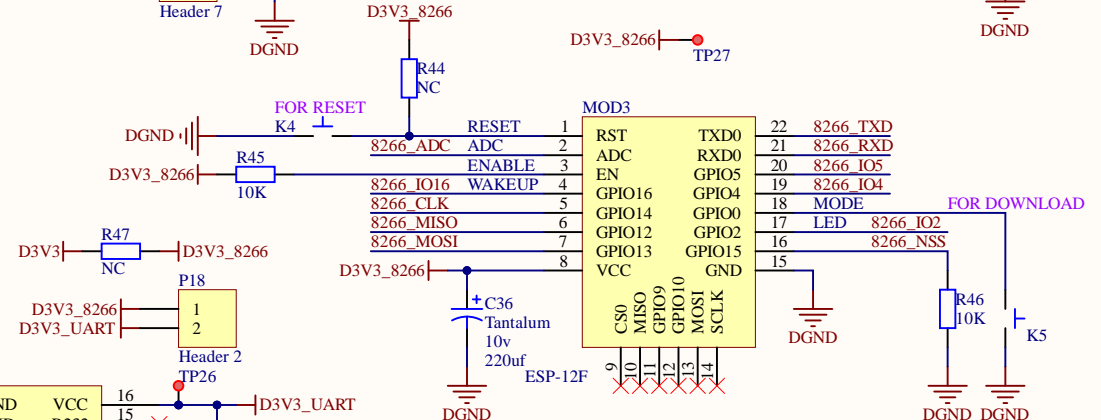 Header 7
DGND
D3V3_8266
R44
NC
D3V3_8266
TP27
DGND
FOR RESET
K4
DGND
R45
10K
D3V3_8266
RESET
8266_ADC ADC
ENABLE
8266_IO16 WAKEUP
8266_CLK
8266_MISO
8266_MOSI
D3V3_8266
MOD3
1 RST TXD0 22 8266_TXD
2 ADC RXD0 21 8266_RXD
3 EN GPIO5 20 8266_IO5
4 GPIO16 GPIO4 19 8266_IO4
5 GPIO14 GPIO0 18 MODE
6 GPIO12 GPIO2 17 LED 8266_IO2
7 GPIO13 GPIO15 16 8266_NSS
8 VCC GND 15
CS0
MISO
GPIO9
GPIO10
MOSI
SCLK
9
10
11
12
13
14
ESP-12F
FOR DOWNLOAD
DGND
R46
10K
K5
DGND
DGND
C36
+
Tantalum
10v
220uf
DGND
D3V3
R47
NC
D3V3_8266
P18
D3V3_8266 1
D3V3_UART 2
Header 2
TP26
ND VCC 16
15
D3V3_UART